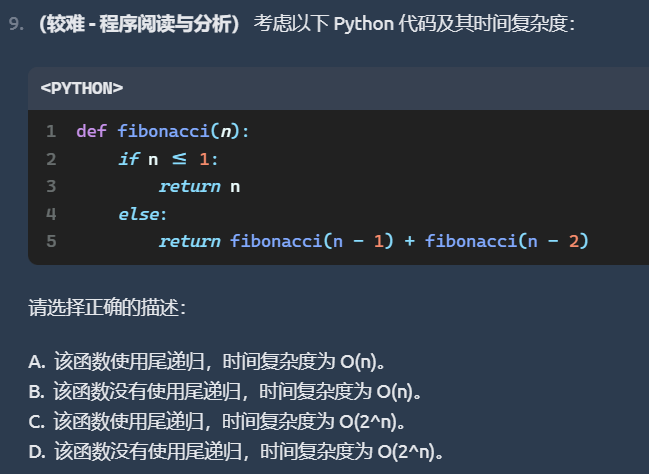 9. (较难 - 程序阅读与分析) 考虑以下 Python 代码及其时间复杂度:
<PYTHON>
1 def fibonacci(n):
2     if n ≤ 1:
3         return n
4     else:
5         return fibonacci(n - 1) + fibonacci(n - 2)
请选择正确的描述:
A. 该函数使用尾递归，时间复杂度为 O(n)。
B. 该函数没有使用尾递归，时间复杂度为 O(n)。
C. 该函数使用尾递归，时间复杂度为 O(2^n)。
D. 该函数没有使用尾递归，时间复杂度为 O(2^n)。